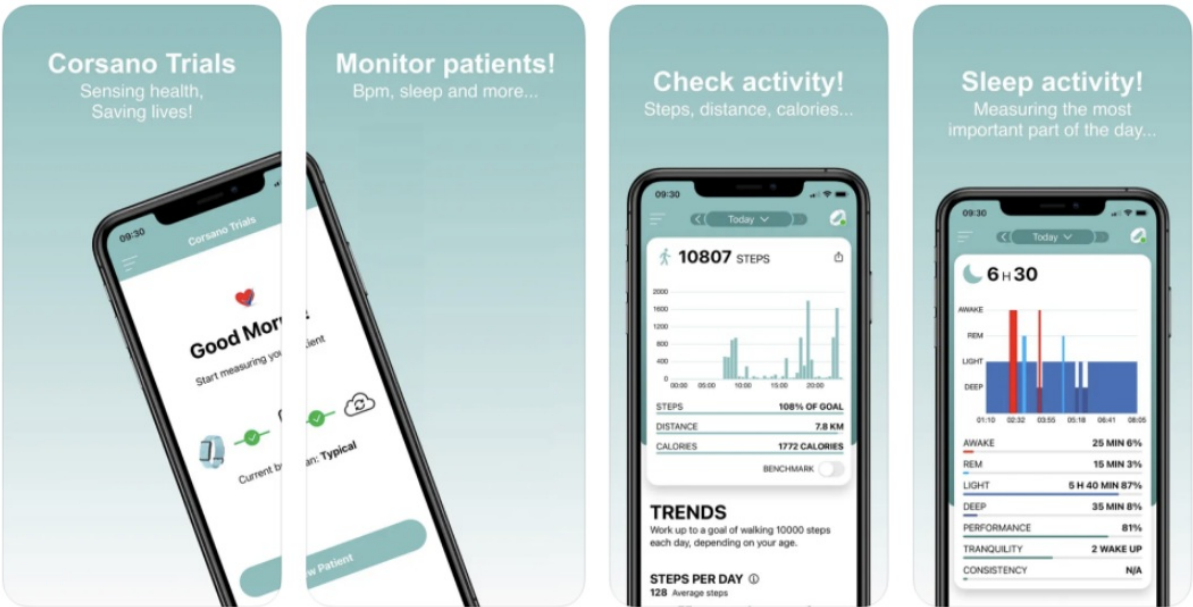 Corsano Trials
Sensing health,
Saving lives!
09:30
Corsano Trials
Good Mor
Start measuring yo
Current b
Monitor patients!
Bpm, sleep and more...
ient
an: Typical
w Patient
Check activity!
Steps, distance, calories...
09:30
Today
10807 STEPS
2000
1600
1200
800
400
0
00:00 05:00 10:00 15:00 20:00
STEPS 108% OF GOAL
DISTANCE 7.8 KM
CALORIES 1772 CALORIES
BENCHMARK
TRENDS
Work up to a goal of walking 10000 steps
each day, depending on your age.
STEPS PER DAY
128 Average steps
Sleep activity!
Measuring the most
important part of the day...
09:30
Today
6 H 30
AWAKE
REM
LIGHT
DEEP
01:10 02:32 03:55 05:18 06:41 08:05
AWAKE 25 MIN 6%
REM 15 MIN 3%
LIGHT 5 H 40 MIN 87%
DEEP 35 MIN 8%
PERFORMANCE 81%
TRANQUILITY 2 WAKE UP
CONSISTENCY N/A